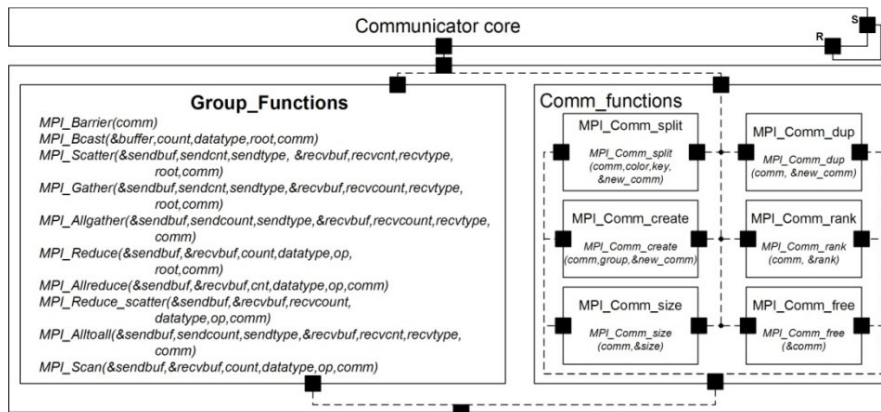 Communicator core
S
R
Group_Functions
MPI_Barrier(comm)
MPI_Bcast(&buffer,count,datatype,root,comm)
MPI_Scatter(&sendbuf,sendcnt,sendtype, &recvbuf,recvcnt,recvtype,
root,comm)
MPI_Gather(&sendbuf,sendcnt,sendtype,&recvbuf,recvcount,recvtype,
root,comm)
MPI_Allgather(&sendbuf,sendcount,sendtype,&recvbuf,recvcount,recvtype,
comm)
MPI_Reduce(&sendbuf,&recvbuf,count,datatype,op,
root,comm)
MPI_Allreduce(&sendbuf,&recvbuf,cnt,datatype,op,comm)
MPI_Reduce_scatter(&sendbuf,&recvbuf,recvcount,
datatype,op,comm)
MPI_Alltoall(&sendbuf,sendcount,sendtype,&recvbuf,recvcnt,recvtype,
comm)
MPI_Scan(&sendbuf,&recvbuf,count,datatype,op,comm)
Comm_functions
MPI_Comm_split
MPI_Comm_split
(comm,color,key,
&new_comm)
MPI_Comm_dup
MPI_Comm_dup
(comm, &new_comm)
MPI_Comm_create
MPI_Comm_create
(comm,group,&new_comm)
MPI_Comm_rank
MPI_Comm_rank
(comm, &rank)
MPI_Comm_size
MPI_Comm_size
(comm,&size)
MPI_Comm_free
MPI_Comm_free
(&comm)